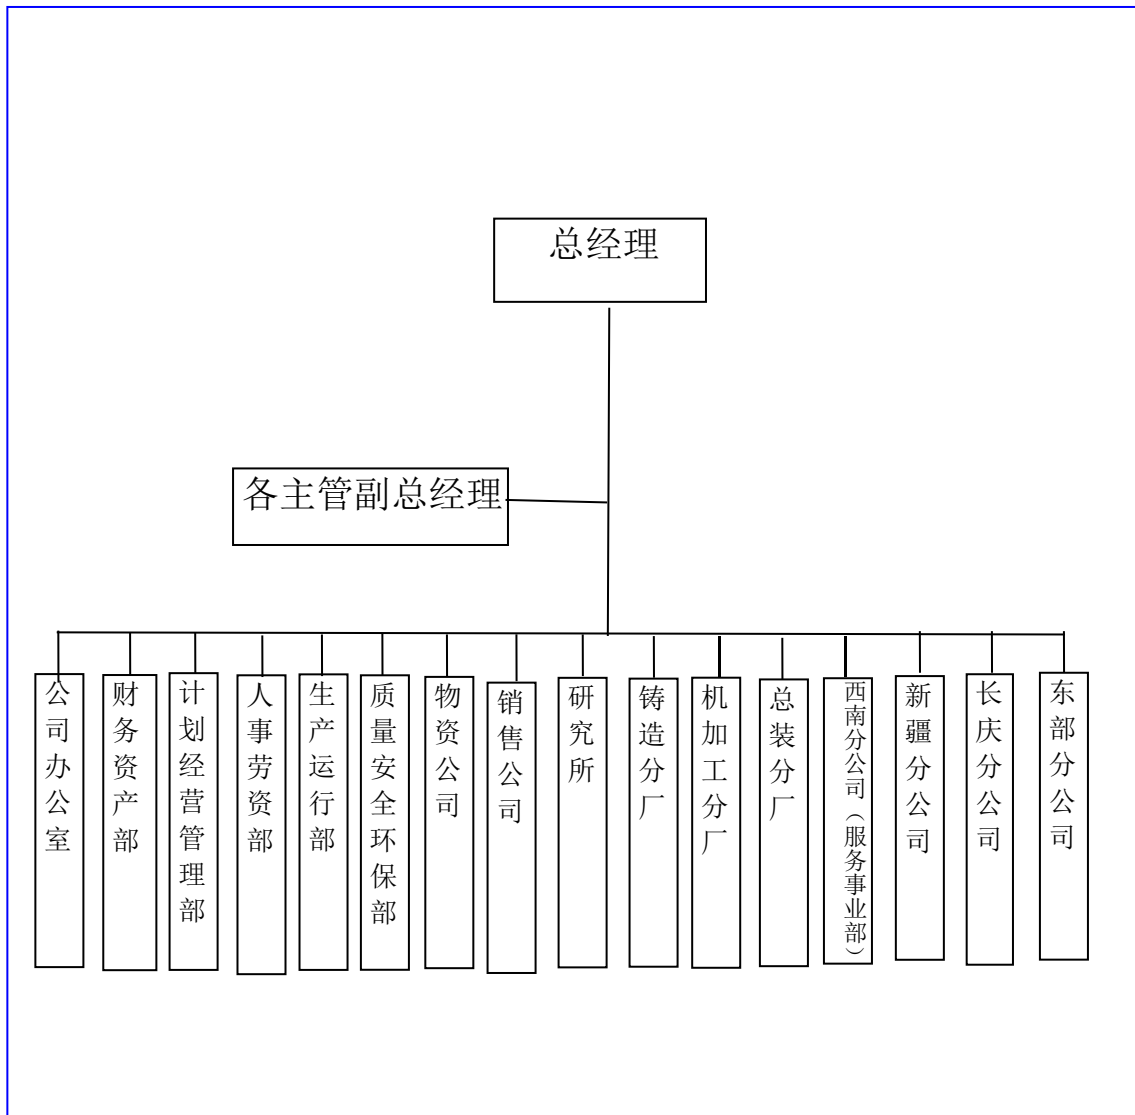 总经理
各主管副总经理
公司办公室
财务资产部
计划经营管理部
人事劳资部
生产运行部
质量安全环保部
物资公司
销售公司
研究所
铸造分厂
机加工分厂
总装分厂
西南分公司（服务事业部）
新疆分公司
长庆分公司
东部分公司